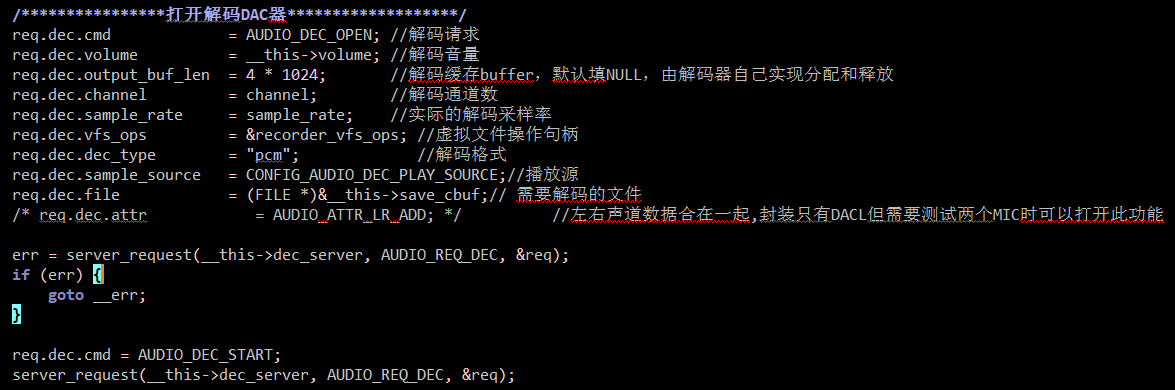 /****************打开解码DAC器*******************/
req.dec.cmd = AUDIO_DEC_OPEN; //解码请求
req.dec.volume = __this->volume; //解码音量
req.dec.output_buf_len = 4 * 1024; //解码缓存buffer，默认填NULL，由解码器自己实现分配和释放
req.dec.channel = channel; //解码通道数
req.dec.sample_rate = sample_rate; //实际的解码采样率
req.dec.vfs_ops = &recorder_vfs_ops; //虚拟文件操作句柄
req.dec.dec_type = "pcm"; //解码格式
req.dec.sample_source = CONFIG_AUDIO_DEC_PLAY_SOURCE;//播放源
req.dec.file = (FILE *)&__this->save_cbuf;// 需要解码的文件
/* req.dec.attr = AUDIO_ATTR_LR_ADD; */ //左右声道数据合在一起,封装只有DACL但需要测试两个MIC时可以打开此功能
err = server_request(__this->dec_server, AUDIO_REQ_DEC, &req);
if (err) {
goto __err;
}
req.dec.cmd = AUDIO_DEC_START;
server_request(__this->dec_server, AUDIO_REQ_DEC, &req);